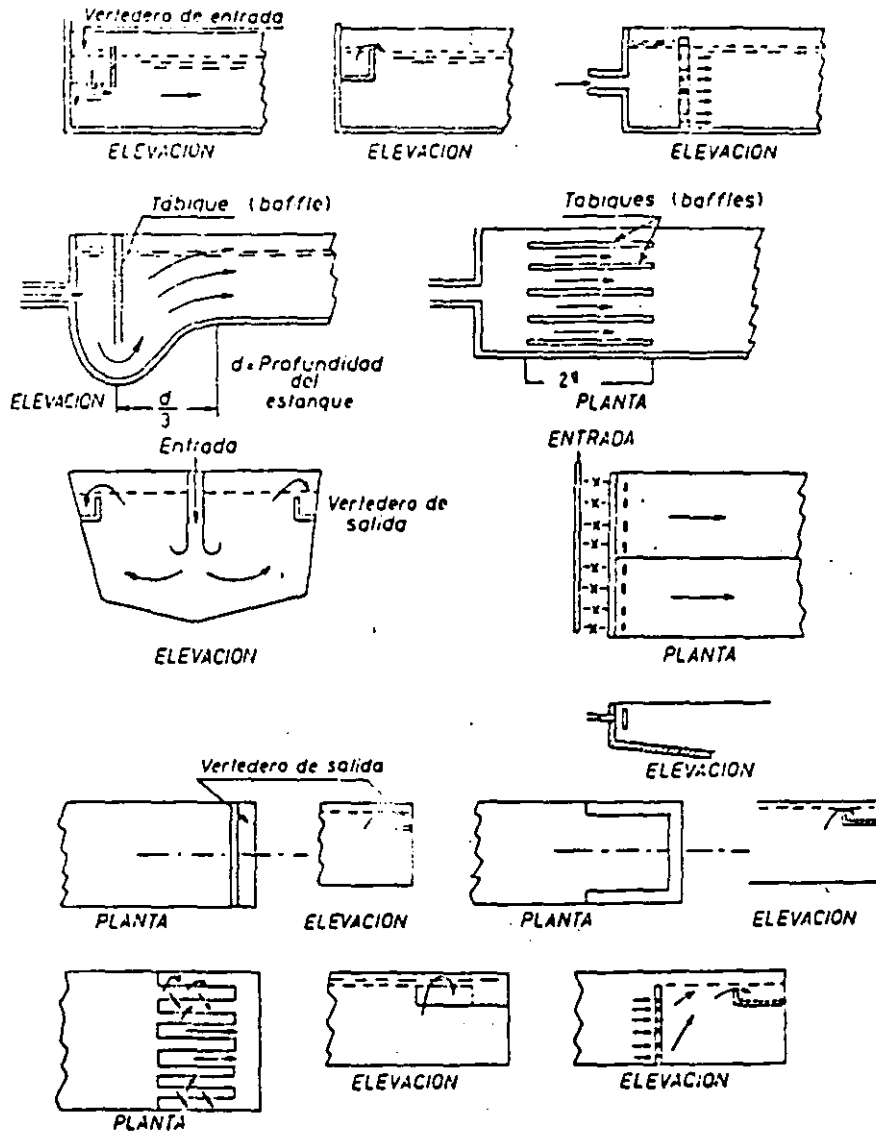 Vertedero de entrada
ELEVACION
ELEVACION
ELEVACION
Tabique (baffle)
Tabiques (baffles)
d = Profundidad
del
estanque
ELEVACION
d
3
PLANTA
Entrada
ENTRADA
Vertedero de
salida
ELEVACION
PLANTA
ELEVACION
Vertedero de salida
PLANTA
ELEVACION
PLANTA
ELEVACION
PLANTA
ELEVACION
ELEVACION